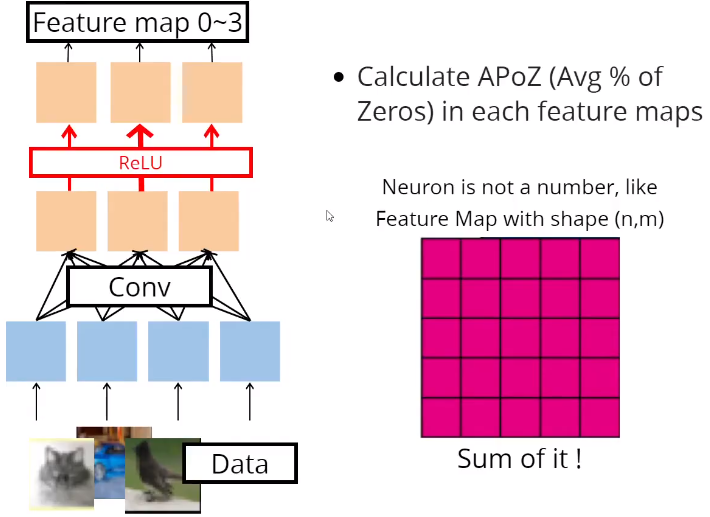 Feature map 0~3
ReLU
Conv
Data
• Calculate APoZ (Avg % of
Zeros) in each feature maps
Neuron is not a number, like
Feature Map with shape (n,m)
Sum of it !